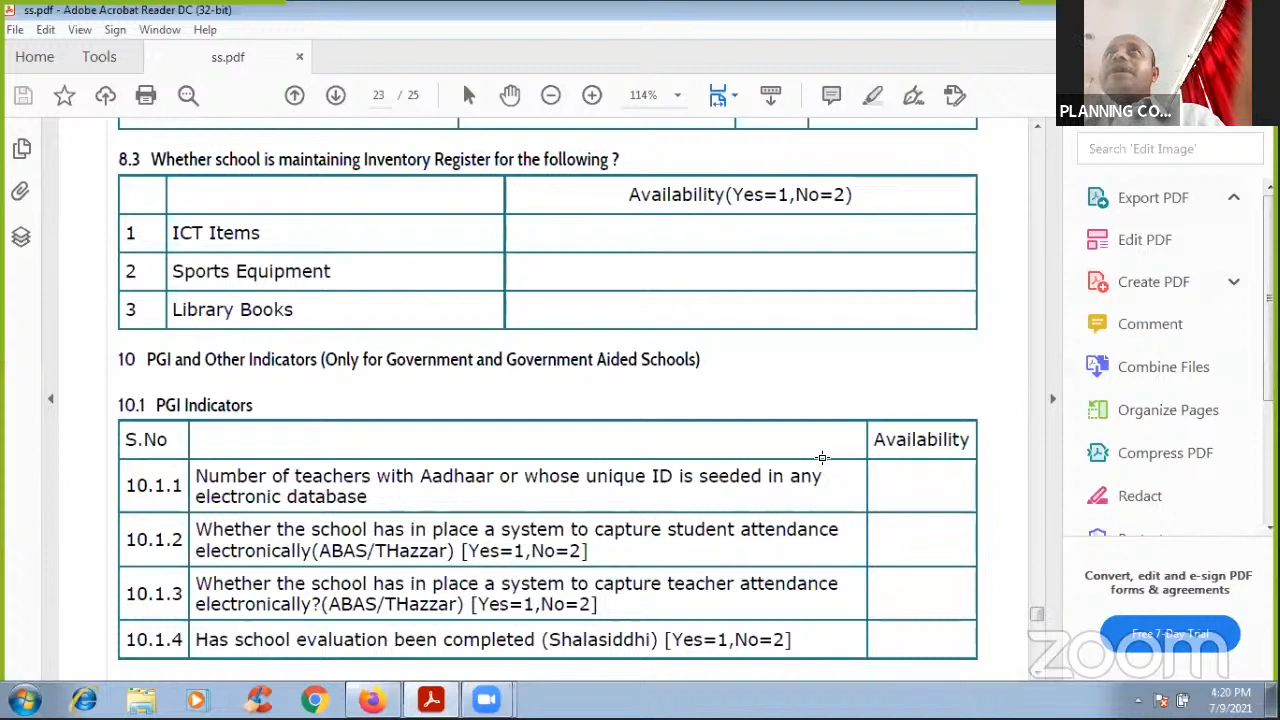 ss.pdf - Adobe Acrobat Reader DC (32-bit)
File Edit View Sign Window Help
Home Tools ss.pdf ×
23 / 25 114%
PLANNING CO...
8.3 Whether school is maintaining Inventory Register for the following ?
Availability(Yes=1,No=2)
1 ICT Items
2 Sports Equipment
3 Library Books
10 PGI and Other Indicators (Only for Government and Government Aided Schools)
10.1 PGI Indicators
S.No Availability
10.1.1 Number of teachers with Aadhaar or whose unique ID is seeded in any
electronic database
10.1.2 Whether the school has in place a system to capture student attendance
electronically(ABAS/THazzar) [Yes=1,No=2]
10.1.3 Whether the school has in place a system to capture teacher attendance
electronically?(ABAS/THazzar) [Yes=1,No=2]
10.1.4 Has school evaluation been completed (Shalasiddhi) [Yes=1,No=2]
Search 'Edit Image'
Export PDF
Edit PDF
Create PDF
Comment
Combine Files
Organize Pages
Compress PDF
Redact
Convert, edit and e-sign PDF
forms & agreements
Free 7-Day Trial
zoom
4:20 PM
7/9/2021